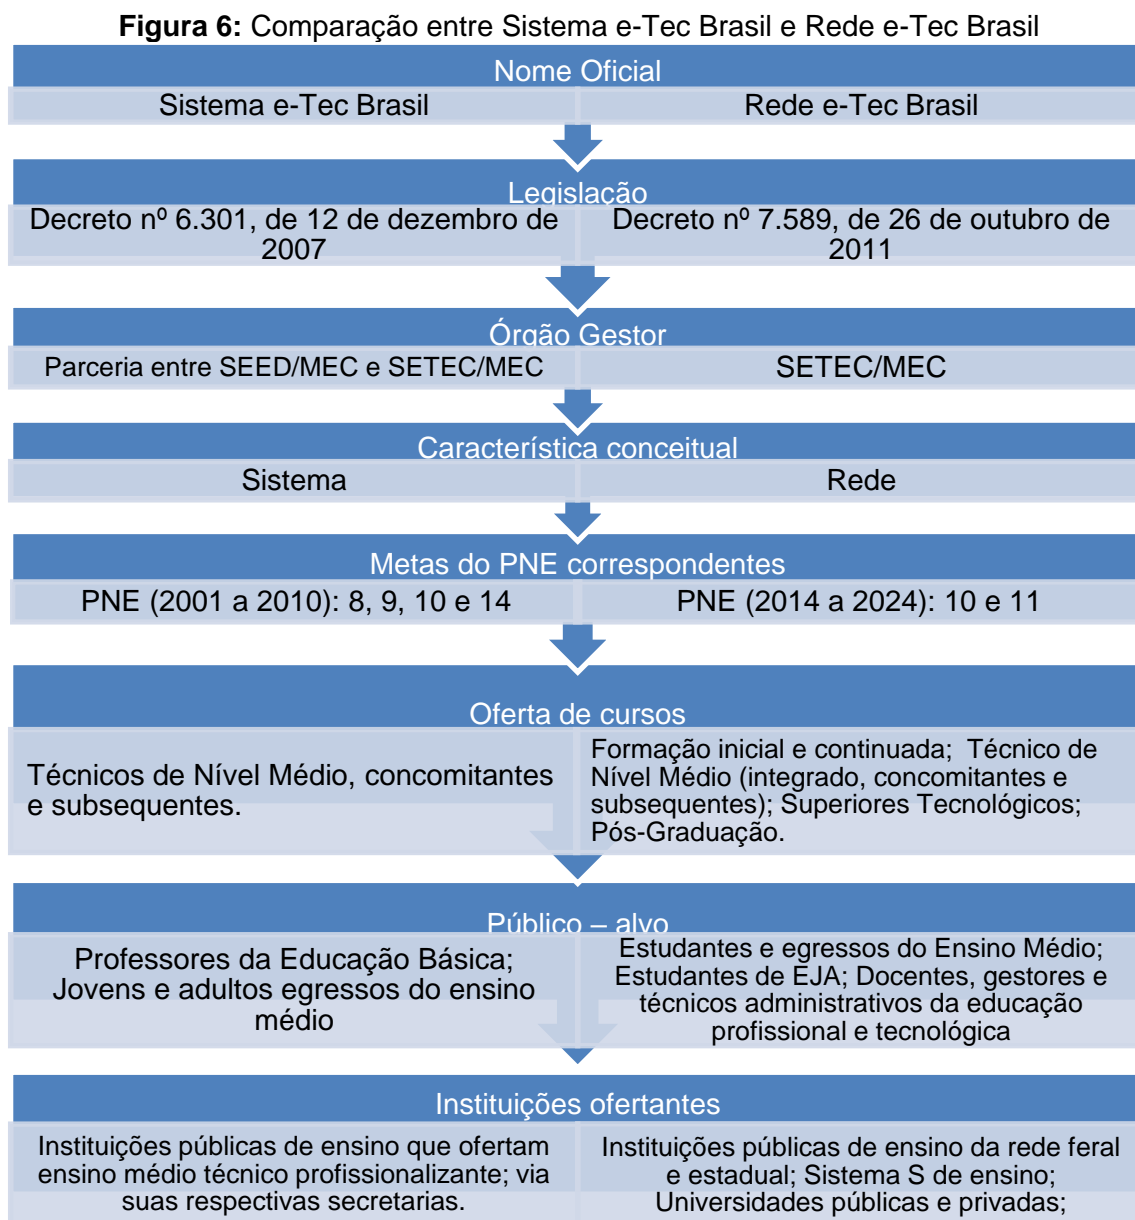 Figura 6: Comparação entre Sistema e-Tec Brasil e Rede e-Tec Brasil
Nome Oficial
Sistema e-Tec Brasil
Rede e-Tec Brasil
Legislação
Decreto nº 6.301, de 12 de dezembro de
2007
Decreto nº 7.589, de 26 de outubro de
2011
Órgão Gestor
Parceria entre SEED/MEC e SETEC/MEC
SETEC/MEC
Característica conceitual
Sistema
Rede
Metas do PNE correspondentes
PNE (2001 a 2010): 8, 9, 10 e 14
PNE (2014 a 2024): 10 e 11
Oferta de cursos
Técnicos de Nível Médio, concomitantes
e subsequentes.
Formação inicial e continuada; Técnico de
Nível Médio (integrado, concomitantes e
subsequentes); Superiores Tecnológicos;
Pós-Graduação.
Público – alvo
Professores da Educação Básica;
Jovens e adultos egressos do ensino
médio
Estudantes e egressos do Ensino Médio;
Estudantes de EJA; Docentes, gestores e
técnicos administrativos da educação
profissional e tecnológica
Instituições ofertantes
Instituições públicas de ensino que ofertam
ensino médio técnico profissionalizante; via
suas respectivas secretarias.
Instituições públicas de ensino da rede feral
e estadual; Sistema S de ensino;
Universidades públicas e privadas;